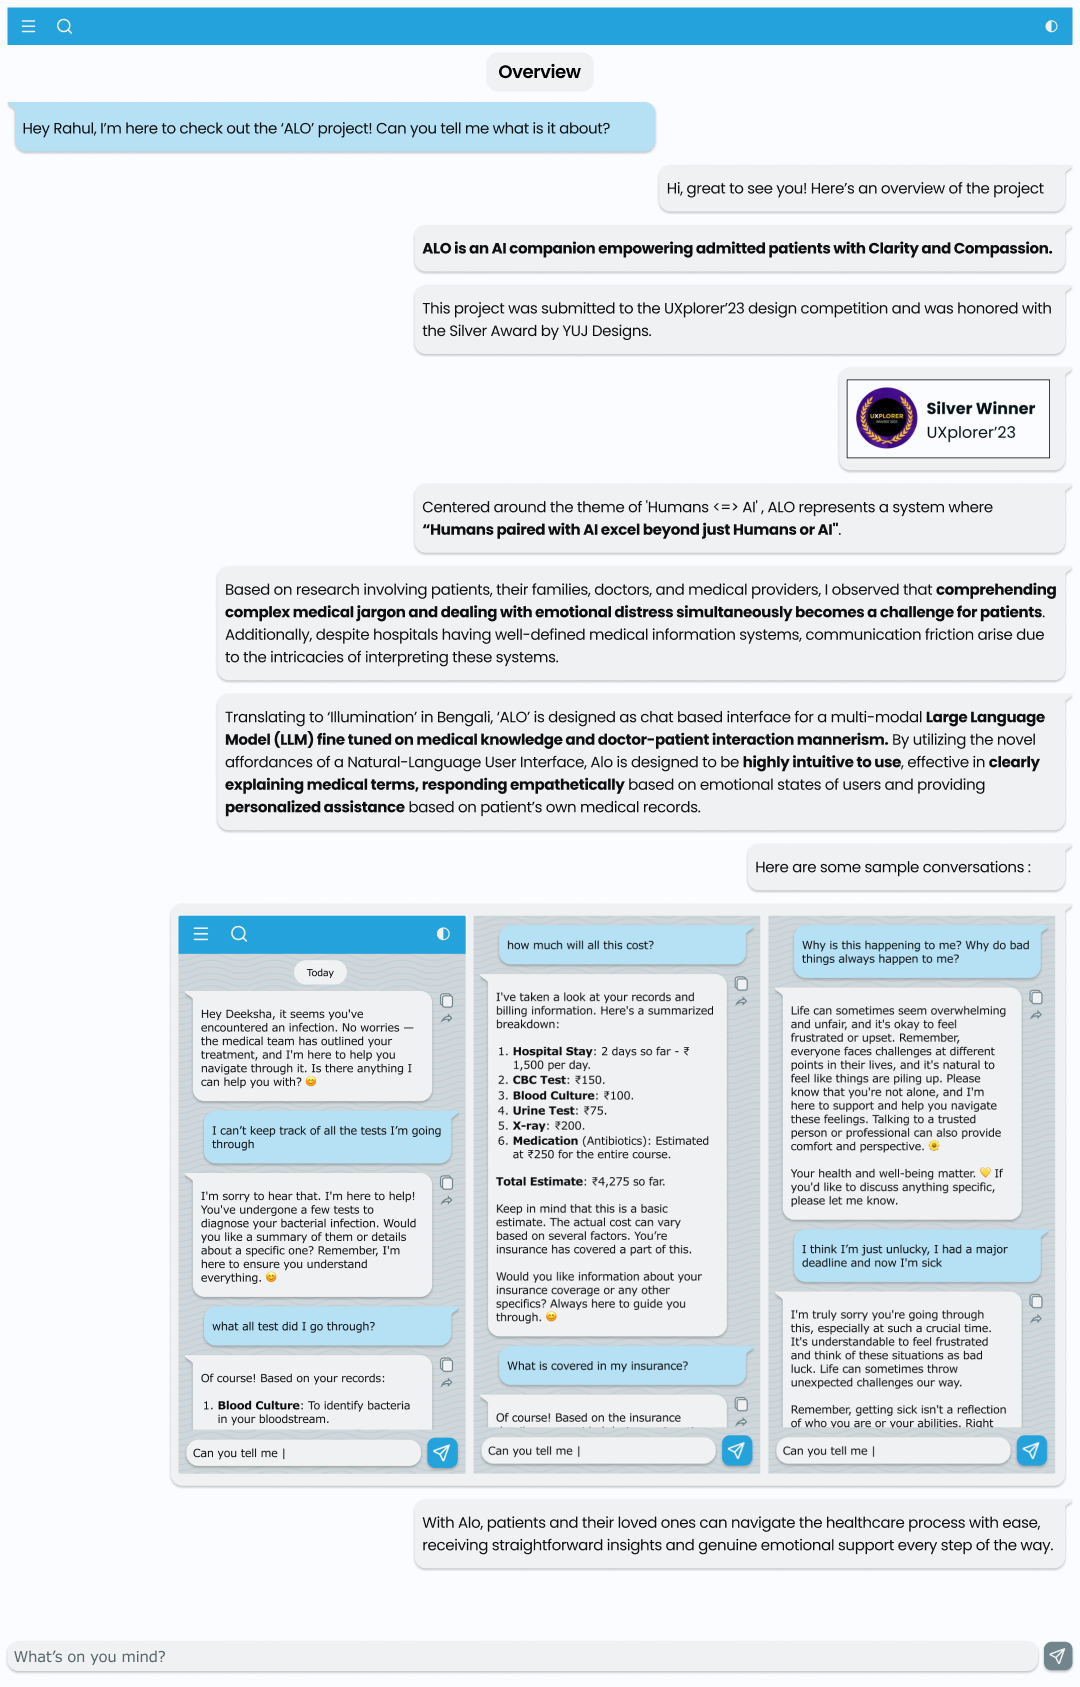 Overview
Hey Rahul, I’m here to check out the ‘ALO’ project! Can you tell me what is it about?
Hi, great to see you! Here’s an overview of the project
ALO is an AI companion empowering admitted patients with Clarity and Compassion.
This project was submitted to the UXplorer’23 design competition and was honored with
the Silver Award by YUJ Designs.
UXPLORER
AWARDS 2023
Silver Winner
UXplorer’23
Centered around the theme of 'Humans <=> AI' , ALO represents a system where
“Humans paired with AI excel beyond just Humans or AI".
Based on research involving patients, their families, doctors, and medical providers, I observed that comprehending
complex medical jargon and dealing with emotional distress simultaneously becomes a challenge for patients.
Additionally, despite hospitals having well-defined medical information systems, communication friction arise due
to the intricacies of interpreting these systems.
Translating to ‘Illumination’ in Bengali, ‘ALO’ is designed as chat based interface for a multi-modal Large Language
Model (LLM) fine tuned on medical knowledge and doctor-patient interaction mannerism. By utilizing the novel
affordances of a Natural-Language User Interface, Alo is designed to be highly intuitive to use, effective in clearly
explaining medical terms, responding empathetically based on emotional states of users and providing
personalized assistance based on patient’s own medical records.
Here are some sample conversations :
Today
Hey Deeksha, it seems you've
encountered an infection. No worries —
the medical team has outlined your
treatment, and I'm here to help you
navigate through it. Is there anything I
can help you with? 😊
I can’t keep track of all the tests I’m going
through
I'm sorry to hear that. I'm here to help!
You've undergone a few tests to
diagnose your bacterial infection. Would
you like a summary of them or details
about a specific one? Remember, I'm
here to ensure you understand
everything. 😊
what all test did I go through?
Of course! Based on your records:
1. Blood Culture: To identify bacteria
in your bloodstream.
Can you tell me |
how much will all this cost?
I've taken a look at your records and
billing information. Here's a summarized
breakdown:
1. Hospital Stay: 2 days so far - ₹
1,500 per day.
2. CBC Test: ₹150.
3. Blood Culture: ₹100.
4. Urine Test: ₹75.
5. X-ray: ₹200.
6. Medication (Antibiotics): Estimated
at ₹250 for the entire course.
Total Estimate: ₹4,275 so far.
Keep in mind that this is a basic
estimate. The actual cost can vary
based on several factors. You’re
insurance has covered a part of this.
Would you like information about your
insurance coverage or any other
specifics? Always here to guide you
through. 😊
What is covered in my insurance?
Of course! Based on the insurance
Can you tell me |
Why is this happening to me? Why do bad
things always happen to me?
Life can sometimes seem overwhelming
and unfair, and it's okay to feel
frustrated or upset. Remember,
everyone faces challenges at different
points in their lives, and it's natural to
feel like things are piling up. Please
know that you're not alone, and I'm
here to support and help you navigate
these feelings. Talking to a trusted
person or professional can also provide
comfort and perspective. 🌼
Your health and well-being matter. 💛 If
you'd like to discuss anything specific,
please let me know.
I think I’m just unlucky, I had a major
deadline and now I'm sick
I'm truly sorry you're going through
this, especially at such a crucial time.
It's understandable to feel frustrated
and think of these situations as bad
luck. Life can sometimes throw
unexpected challenges our way.
Remember, getting sick isn't a reflection
of who you are or your abilities. Right
Can you tell me |
With Alo, patients and their loved ones can navigate the healthcare process with ease,
receiving straightforward insights and genuine emotional support every step of the way.
What’s on you mind?